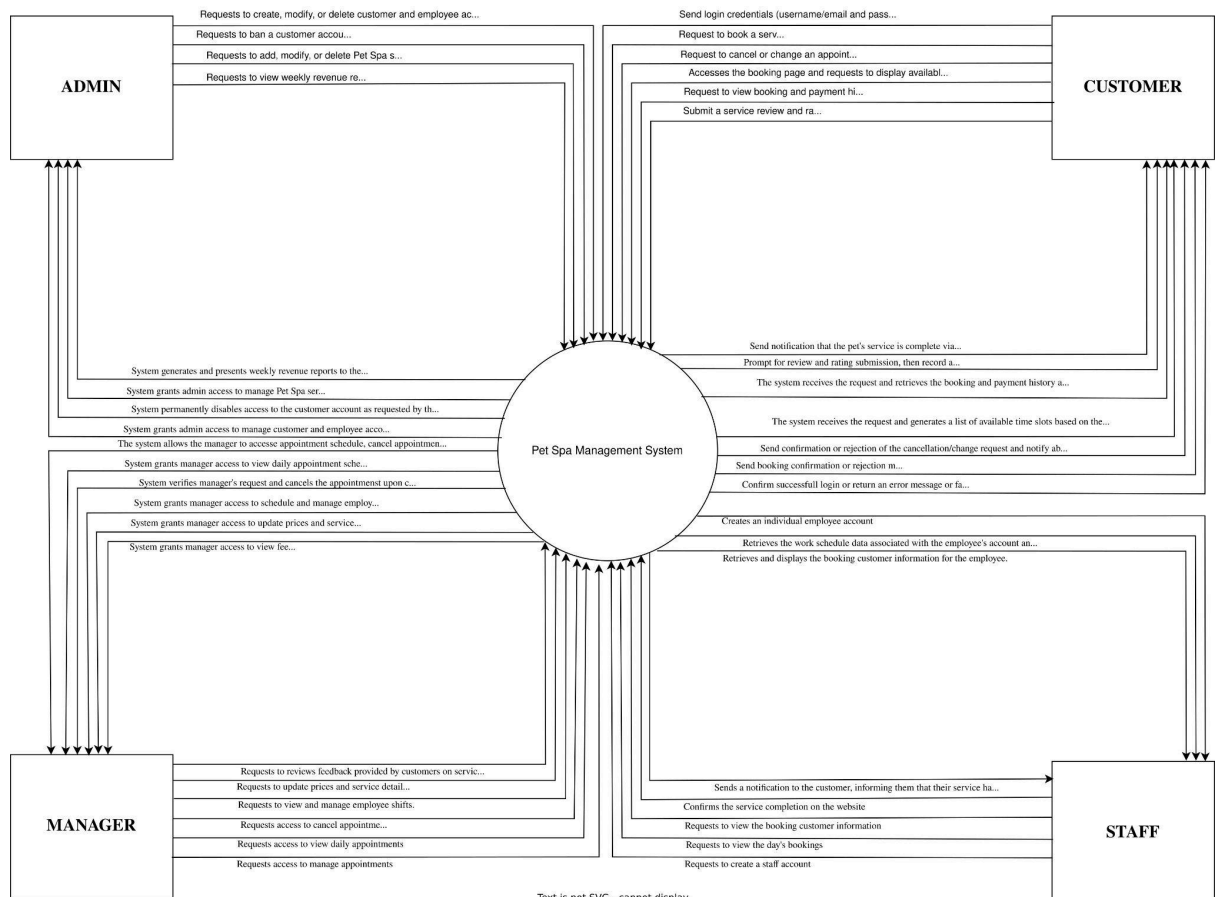 ADMIN
Requests to create, modify, or delete customer and employee ac...
Requests to ban a customer accou...
Requests to add, modify, or delete Pet Spa s...
Requests to view weekly revenue re...
Send login credentials (username/email and pass...
Request to book a serv...
Request to cancel or change an appoint...
Accesses the booking page and requests to display availabl...
Request to view booking and payment hi...
Submit a service review and ra...
CUSTOMER
System generates and presents weekly revenue reports to the...
System grants admin access to manage Pet Spa ser...
System permanently disables access to the customer account as requested by th...
System grants admin access to manage customer and employee acco...
The system allows the manager to accesse appointment schedule, cancel appointmen...
System grants manager access to view daily appointment sche...
System verifies manager's request and cancels the appointmenst upon c...
System grants manager access to schedule and manage employ...
System grants manager access to update prices and service...
System grants manager access to view fee...
Pet Spa Management System
Send notification that the pet's service is complete via...
Prompt for review and rating submission, then record a...
The system receives the request and retrieves the booking and payment history a...
The system receives the request and generates a list of available time slots based on the...
Send confirmation or rejection of the cancellation/change request and notify ab...
Send booking confirmation or rejection m...
Confirm successfull login or return an error message or fa...
Creates an individual employee account
Retrieves the work schedule data associated with the employee's account an...
Retrieves and displays the booking customer information for the employee.
MANAGER
Requests to reviews feedback provided by customers on servic...
Requests to update prices and service detail...
Requests to view and manage employee shifts.
Requests access to cancel appointme...
Requests access to view daily appointments
Requests access to manage appointments
Sends a notification to the customer, informing them that their service ha...
Confirms the service completion on the website
Requests to view the booking customer information
Requests to view the day's bookings
Requests to create a staff account
STAFF
Text is not SVG - cannot display